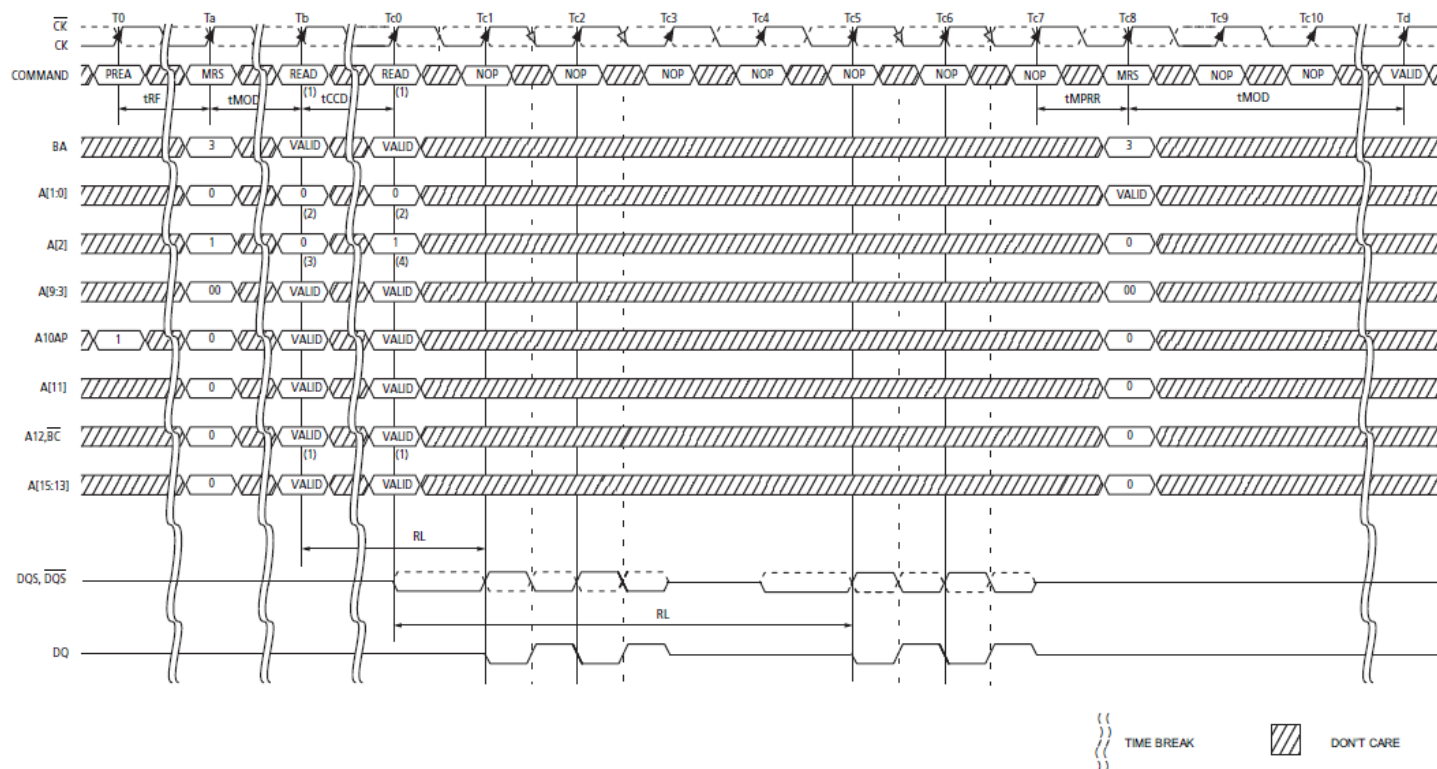 T0 Ta Tb Tc0 Tc1 Tc2 Tc3 Tc4 Tc5 Tc6 Tc7 Tc8 Tc9 Tc10 Td
CK
CK
COMMAND PREA MRS READ READ NOP NOP NOP NOP NOP NOP NOP MRS NOP NOP VALID
(1) (1)
tRF tMOD tCCD tMPRR tMOD
BA 3 VALID VALID 3
A[1:0] 0 0 0 VALID
(2) (2)
A[2] 1 0 1 0
(3) (4)
A[9:3] 00 VALID VALID 00
A10AP 1 0 VALID VALID 0
A[11] 0 VALID VALID 0
A12,BC 0 VALID VALID 0
(1) (1)
A[15:13] 0 VALID VALID 0
RL
DQS, DQS
RL
DQ
TIME BREAK DON'T CARE